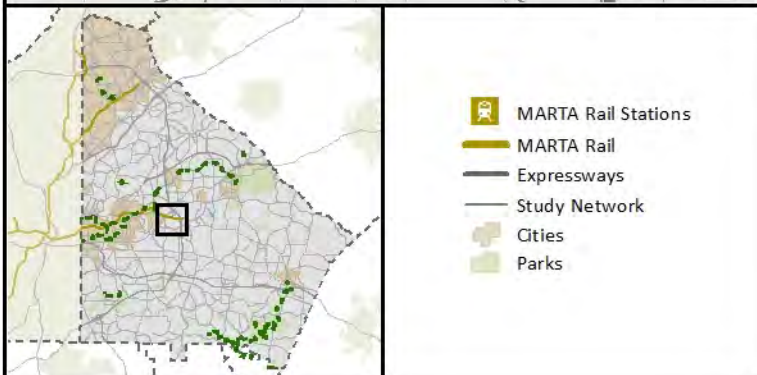 MARTA Rail Stations
MARTA Rail
Expressways
Study Network
Cities
Parks